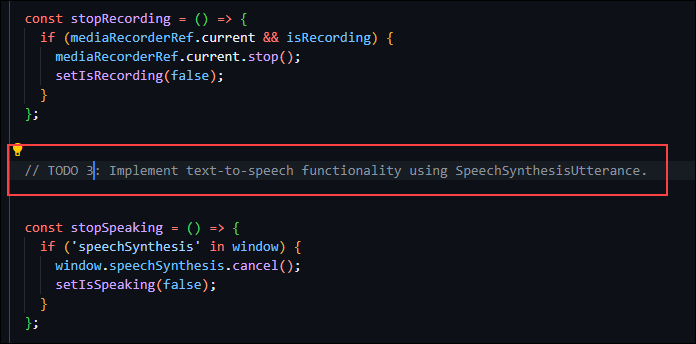 const stopRecording = () => {
if (mediaRecorderRef.current && isRecording) {
mediaRecorderRef.current.stop();
setIsRecording(false);
}
};
// TODO 3: Implement text-to-speech functionality using SpeechSynthesisUtterance.
const stopSpeaking = () => {
if ('speechSynthesis' in window) {
window.speechSynthesis.cancel();
setIsSpeaking(false);
}
};